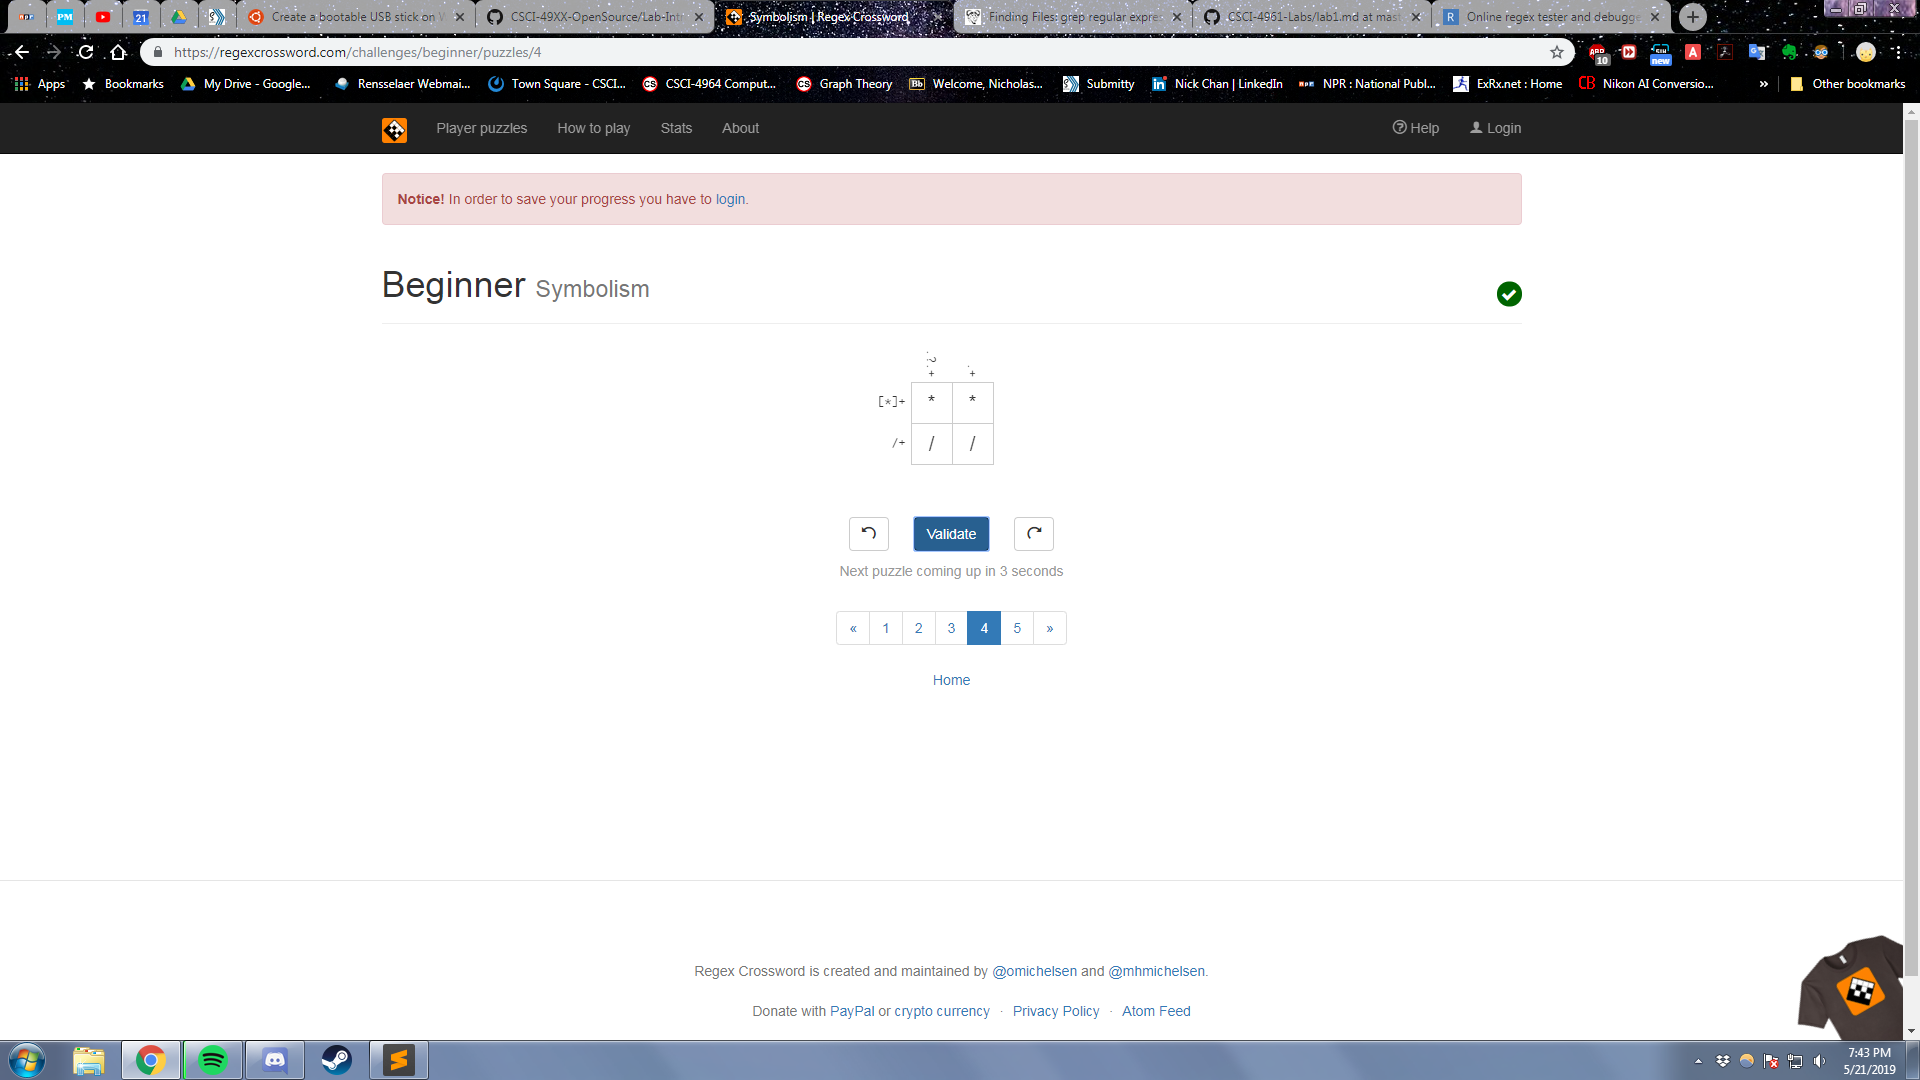 Create a bootable USB stick on W
CSCI-49XX-OpenSource/Lab-Int
Symbolism | Regex Crossword
Finding Files: grep regular expre
CSCI-4961-Labs/lab1.md at mast
Online regex tester and debugge
https://regexcrossword.com/challenges/beginner/puzzles/4
Apps
Bookmarks
My Drive - Google...
Rensselaer Webmai...
Town Square - CSCI...
CSCI-4964 Comput...
Graph Theory
Welcome, Nicholas...
Submitty
Nick Chan | LinkedIn
NPR : National Publ...
ExRx.net : Home
Nikon AI Conversio...
»
Other bookmarks
Player puzzles
How to play
Stats
About
Help
Login
Notice! In order to save your progress you have to login.
Beginner Symbolism
.?.+
.+
[*]+
* *
/+
/ /
Validate
Next puzzle coming up in 3 seconds
« 1 2 3 4 5 »
Home
Regex Crossword is created and maintained by @omichelsen and @mhmichelsen.
Donate with PayPal or crypto currency · Privacy Policy · Atom Feed
7:43 PM
5/21/2019